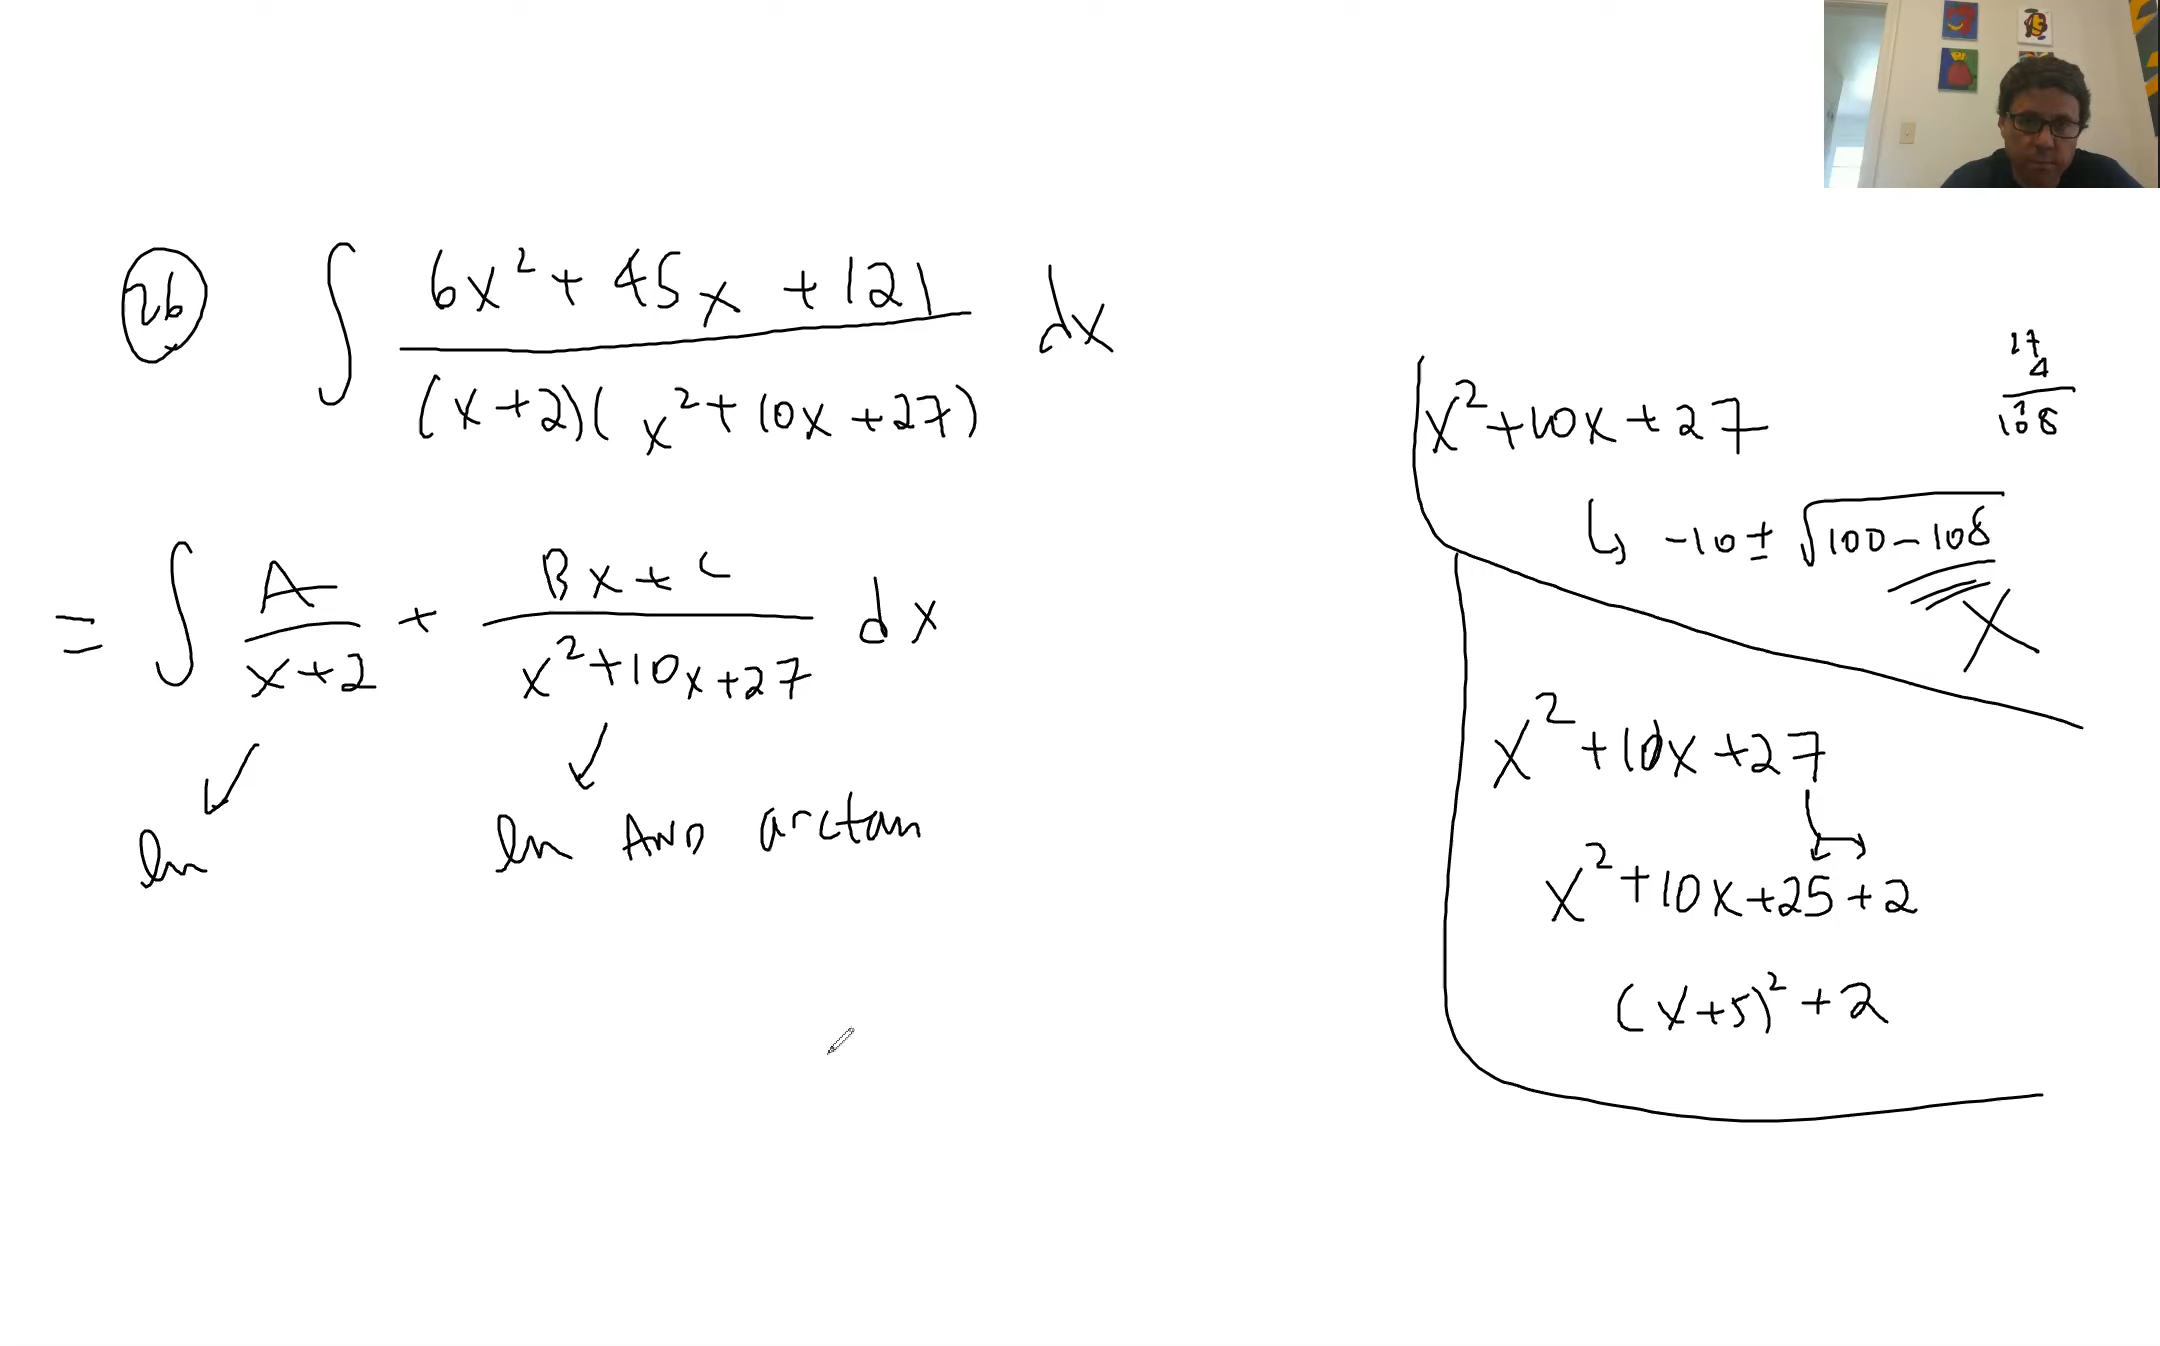 26 ∫ (6x² + 45x + 121) / ((x + 2)(x² + 10x + 27)) dx
= ∫ A / (x + 2) + (Bx + C) / (x² + 10x + 27) dx
ln
ln AND arctan
x² + 10x + 27
-10 ± √(100 - 108)
X
27
4
2
108
x² + 10x + 27
x² + 10x + 25 + 2
(x + 5)² + 2